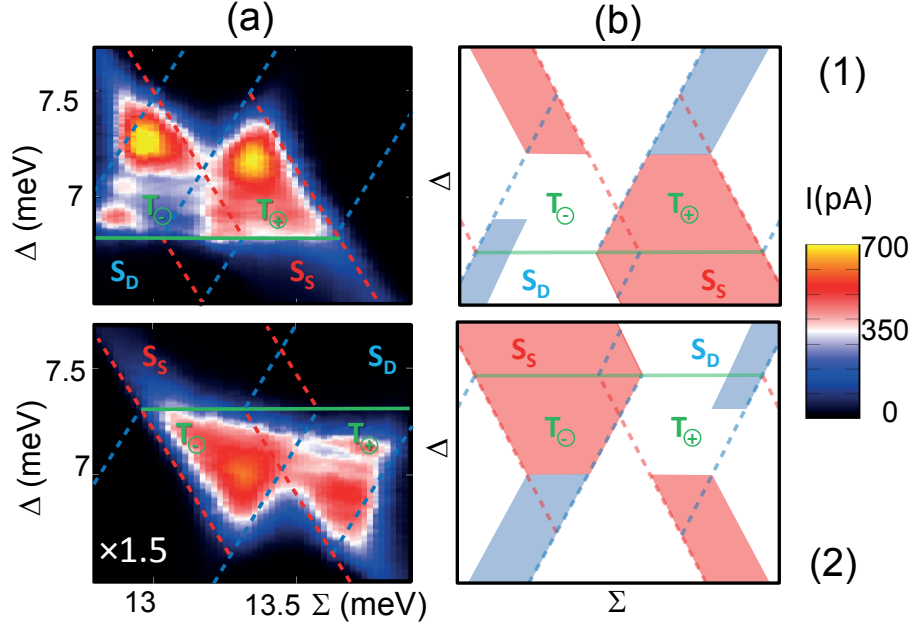 (a)
(b)
(1)
Δ (meV)
7.5
7
T⊖
T⊕
S_D
S_S
Δ
T⊖
T⊕
S_D
S_S
I(pA)
700
350
0
Δ (meV)
7.5
7
S_S
S_D
T⊖
T⊕
×1.5
13
13.5
Σ (meV)
Δ
S_S
S_D
T⊖
T⊕
Σ
(2)